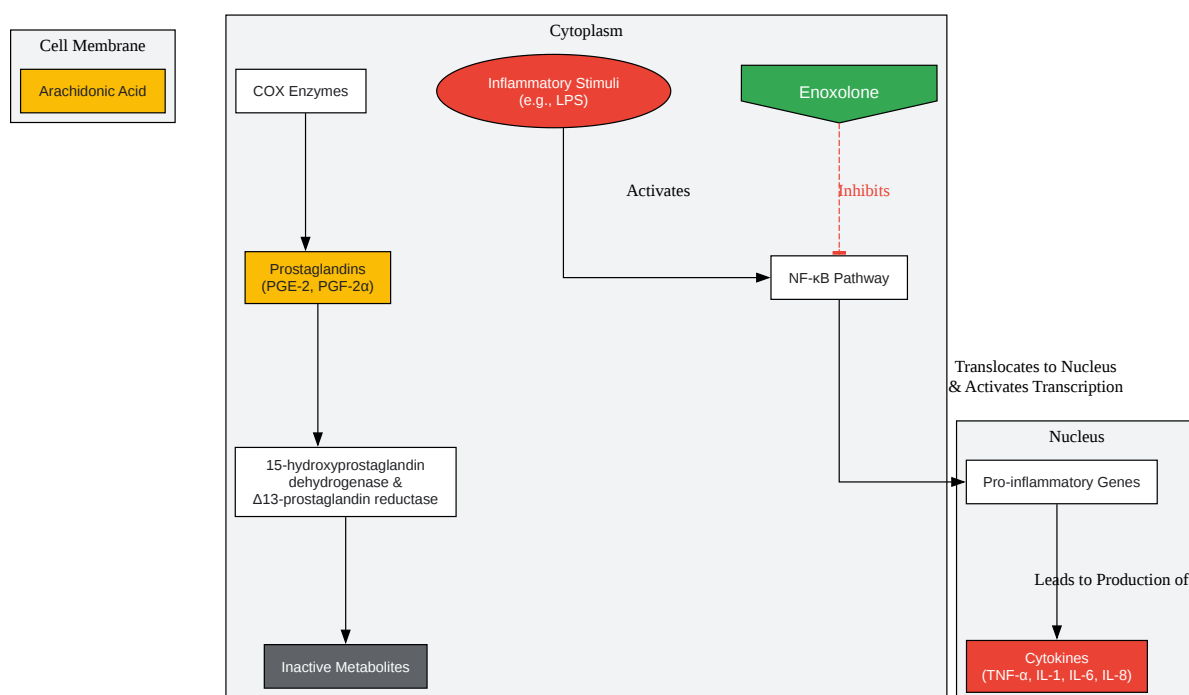 Cell Membrane
Arachidonic Acid
Cytoplasm
COX Enzymes
Inflammatory Stimuli
(e.g., LPS)
Enoxolone
Activates
Inhibits
Prostaglandins
(PGE-2, PGF-2α)
NF-κB Pathway
Translocates to Nucleus
& Activates Transcription
Nucleus
15-hydroxyprostaglandin
dehydrogenase &
Δ13-prostaglandin reductase
Pro-inflammatory Genes
Leads to Production of
Inactive Metabolites
Cytokines
(TNF-α, IL-1, IL-6, IL-8)